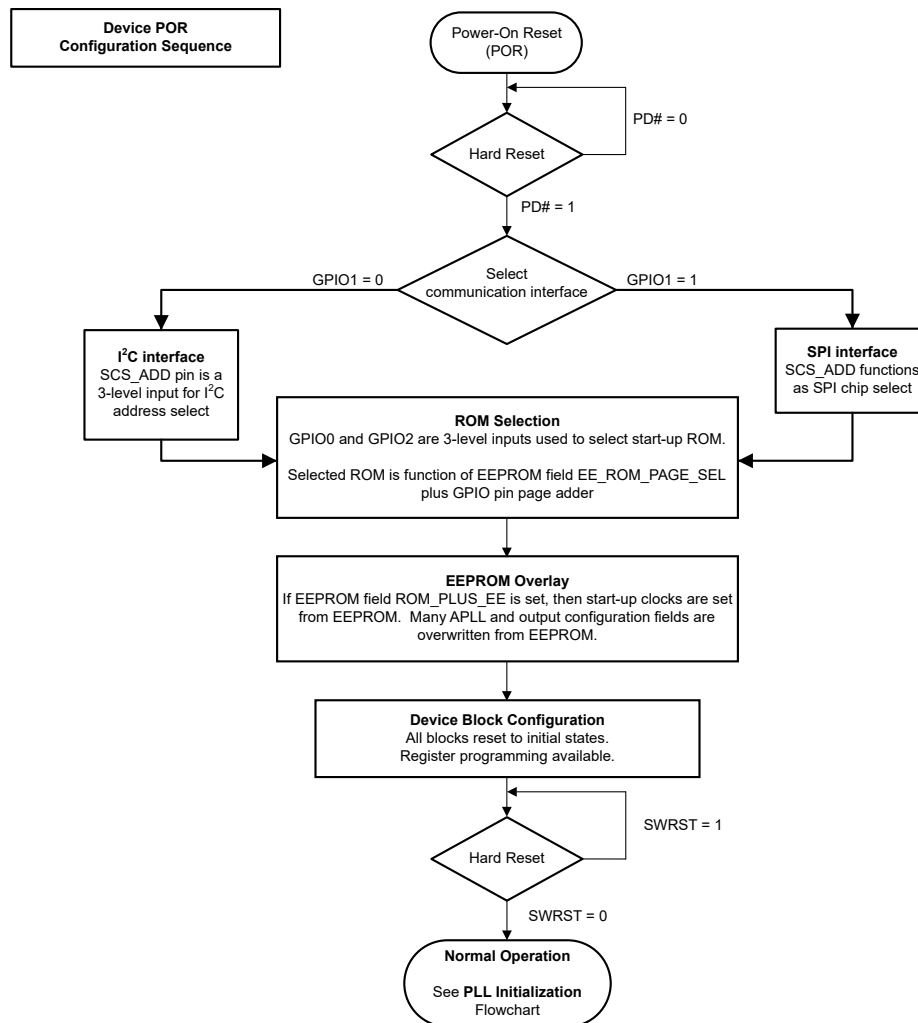 Device POR
Configuration Sequence
Power-On Reset
(POR)
PD# = 0
Hard Reset
PD# = 1
Select
communication interface
GPIO1 = 0
GPIO1 = 1
I²C interface
SCS_ADD pin is a
3-level input for I²C
address select
SPI interface
SCS_ADD functions
as SPI chip select
ROM Selection
GPIO0 and GPIO2 are 3-level inputs used to select start-up ROM.
Selected ROM is function of EEPROM field EE_ROM_PAGE_SEL
plus GPIO pin page adder
EEPROM Overlay
If EEPROM field ROM_PLUS_EE is set, then start-up clocks are set
from EEPROM. Many APLL and output configuration fields are
overwritten from EEPROM.
Device Block Configuration
All blocks reset to initial states.
Register programming available.
SWRST = 1
Hard Reset
SWRST = 0
Normal Operation
See PLL Initialization
Flowchart